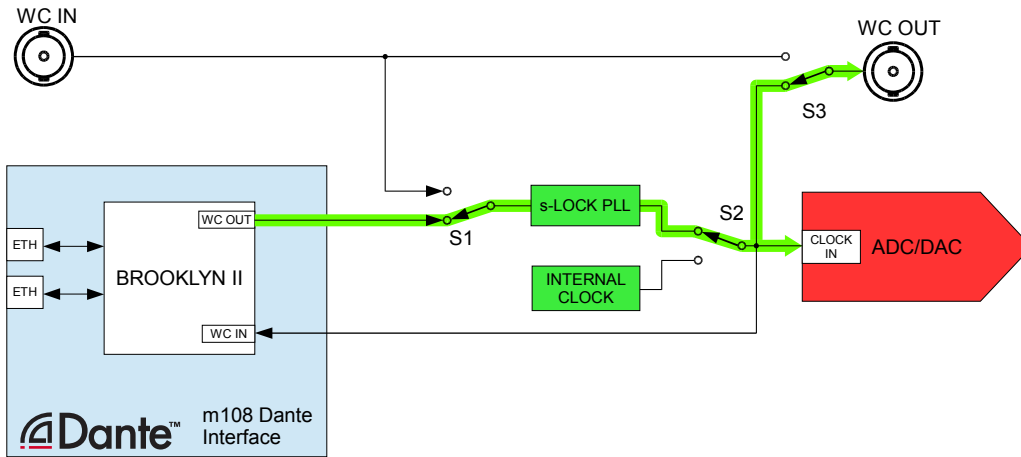 WC IN
WC OUT
S3
WC OUT
S1
s-LOCK PLL
S2
ETH
ETH
BROOKLYN II
CLOCK
IN
ADC/DAC
INTERNAL
CLOCK
WC IN
Dante™
m108 Dante
Interface